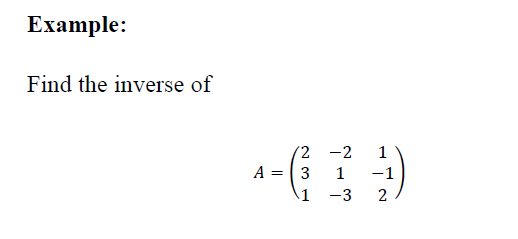 Example:
Find the inverse of
2 −2 1
A = 3 1 −1
1 −3 2